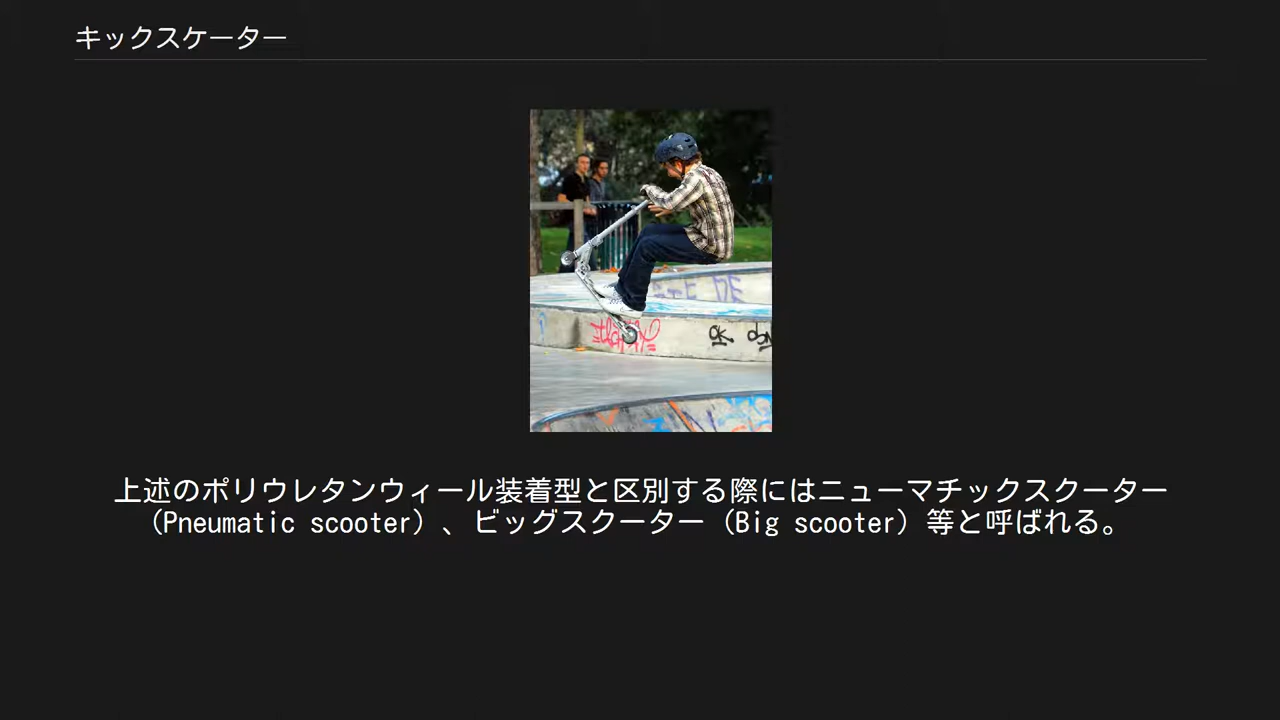 キックスケーター
上述のポリウレタンウィール装着型と区別する際にはニューマチックスクーター
（Pneumatic scooter）、ビッグスクーター（Big scooter）等と呼ばれる。